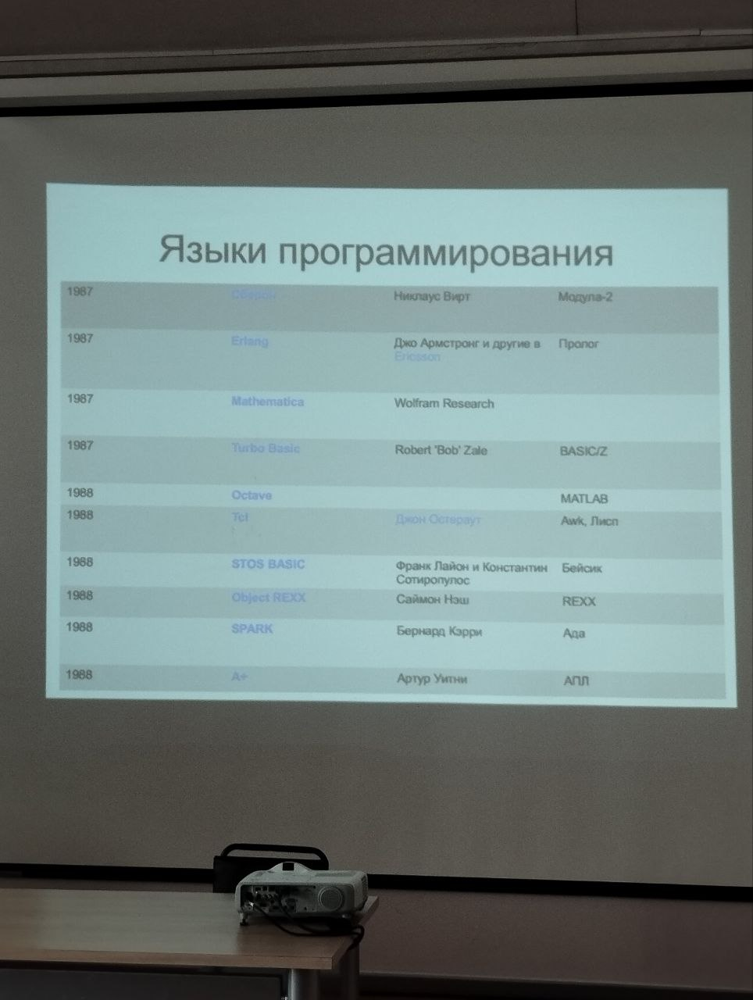 Языки программирования
1987 Оберон Никлаус Вирт Модула-2
1987 Erlang Джо Армстронг и другие в Пролог
Ericsson
1987 Mathematica Wolfram Research
1987 Turbo Basic Robert 'Bob' Zale BASIC/Z
1988 Octave MATLAB
1988 Tcl Джон Остераут Awk, Лисп
1988 STOS BASIC Франк Лайон и Константин Бейсик
Сотиропулос
1988 Object REXX Саймон Нэш REXX
1988 SPARK Бернард Кэрри Ада
1988 A+ Артур Уитни АПЛ